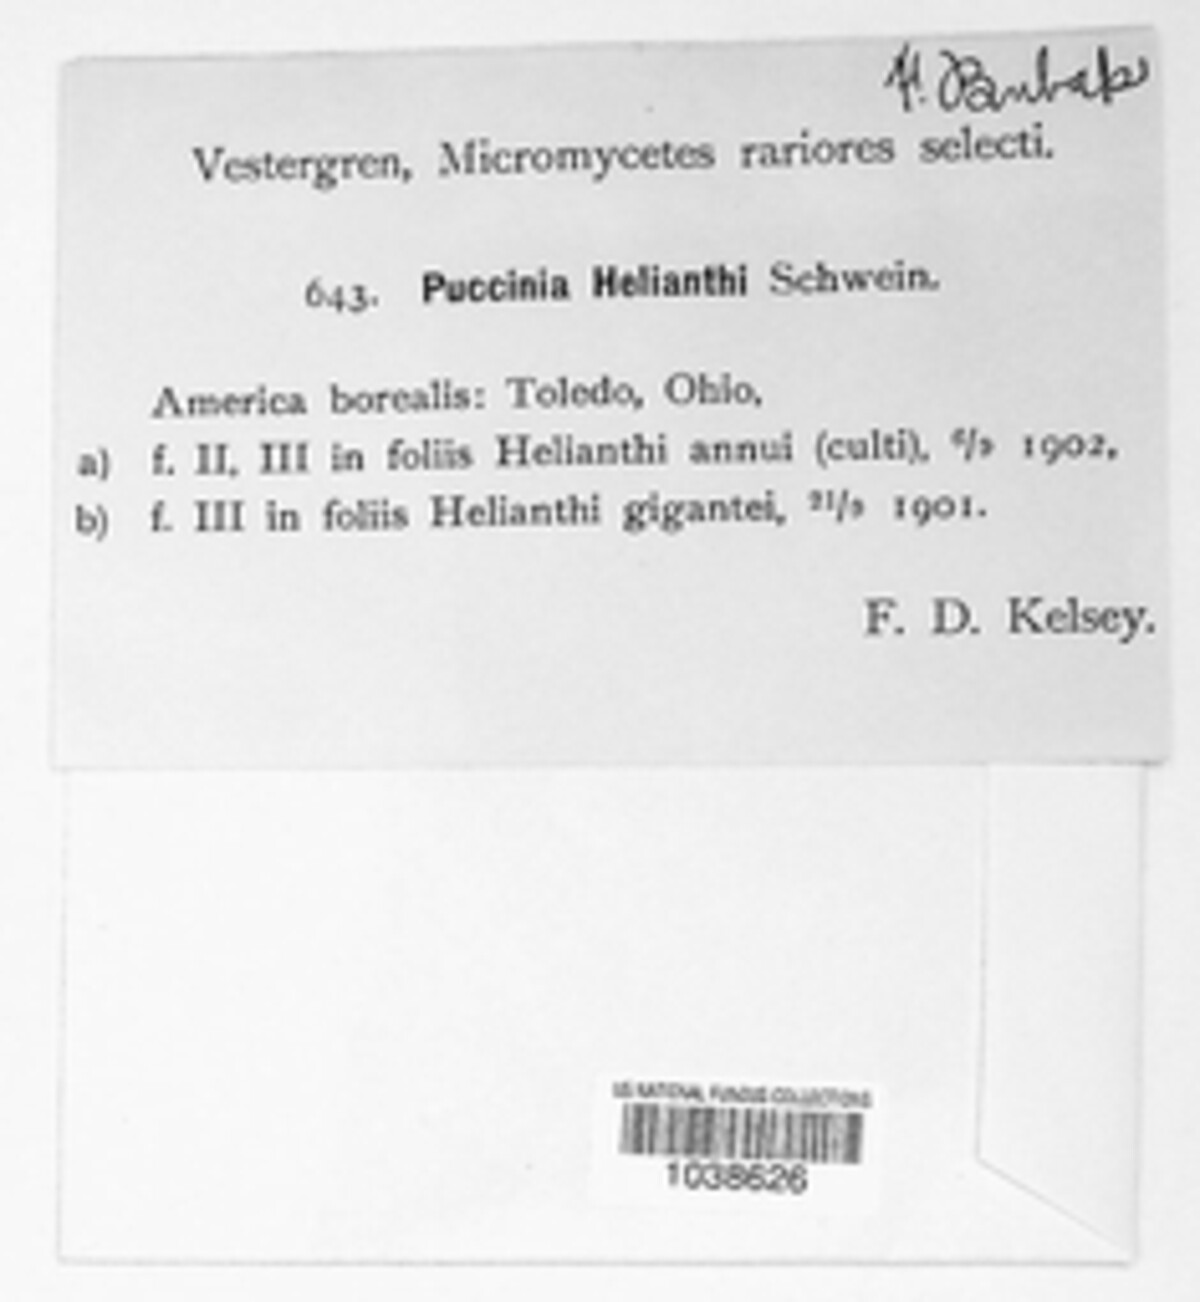 Vestergren, Micromycetes rariores selecti.
643. Puccinia Helianthi Schwein.
America borealis: Toledo, Ohio,
a) f. II, III in foliis Helianthi annui (culti), 6/9 1902,
b) f. III in foliis Helianthi gigantei, 21/9 1901.
F. D. Kelsey.
US NATIONAL FUNGUS COLLECTIONS
1038626